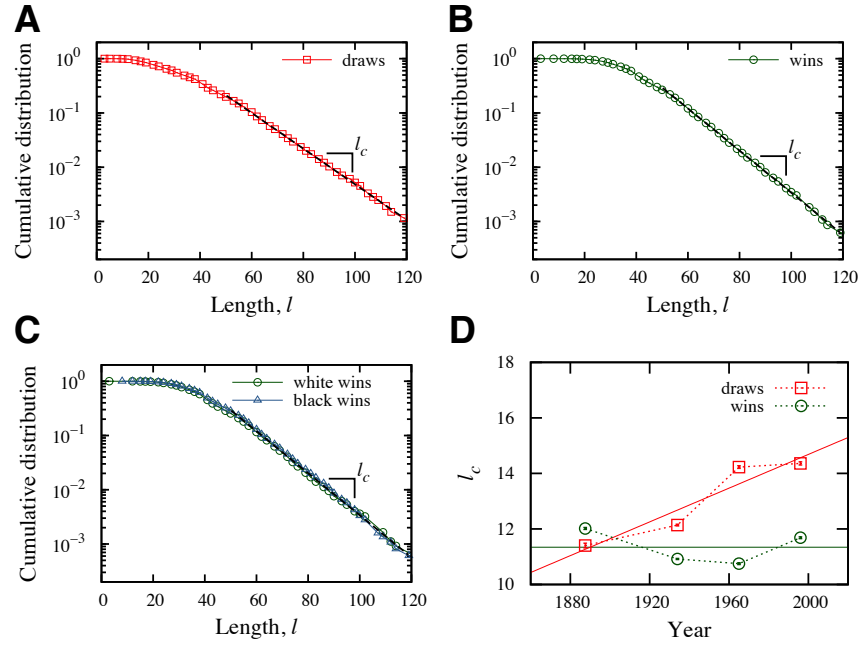 A
Cumulative distribution
10^0
10^-1
10^-2
10^-3
draws
l_c
0 20 40 60 80 100 120
Length, l
B
Cumulative distribution
10^0
10^-1
10^-2
10^-3
wins
l_c
0 20 40 60 80 100 120
Length, l
C
Cumulative distribution
10^0
10^-1
10^-2
10^-3
white wins
black wins
l_c
0 20 40 60 80 100 120
Length, l
D
l_c
18
16
14
12
10
draws
wins
1880 1920 1960 2000
Year